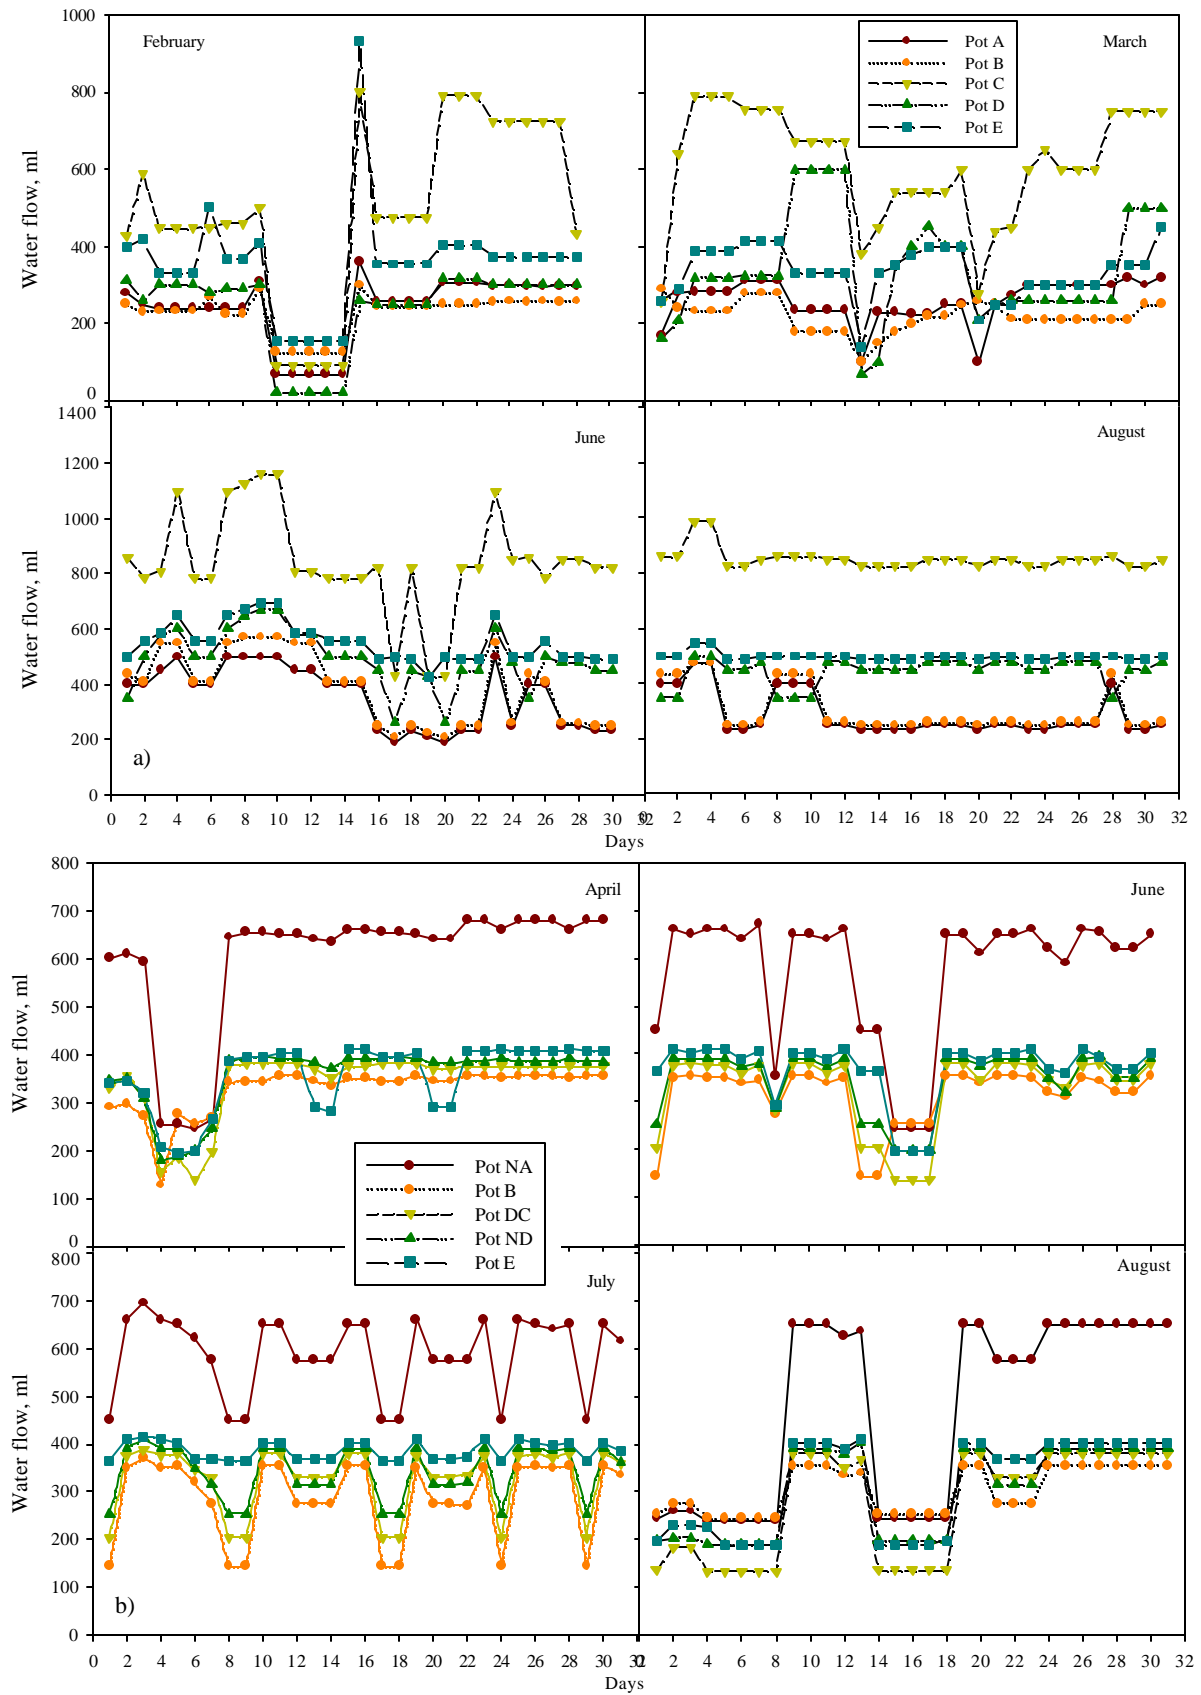 1000
800
600
400
200
0
Water flow, ml
February
March
Pot A
Pot B
Pot C
Pot D
Pot E
1400
1200
1000
800
600
400
200
0
Water flow, ml
June
August
a)
0 2 4 6 8 10 12 14 16 18 20 22 24 26 28 30 32
2 4 6 8 10 12 14 16 18 20 22 24 26 28 30 32
Days
800
700
600
500
400
300
200
100
0
Water flow, ml
April
June
Pot NA
Pot B
Pot DC
Pot ND
Pot E
800
700
600
500
400
300
200
100
0
Water flow, ml
July
August
b)
0 2 4 6 8 10 12 14 16 18 20 22 24 26 28 30 32
0 2 4 6 8 10 12 14 16 18 20 22 24 26 28 30 32
Days